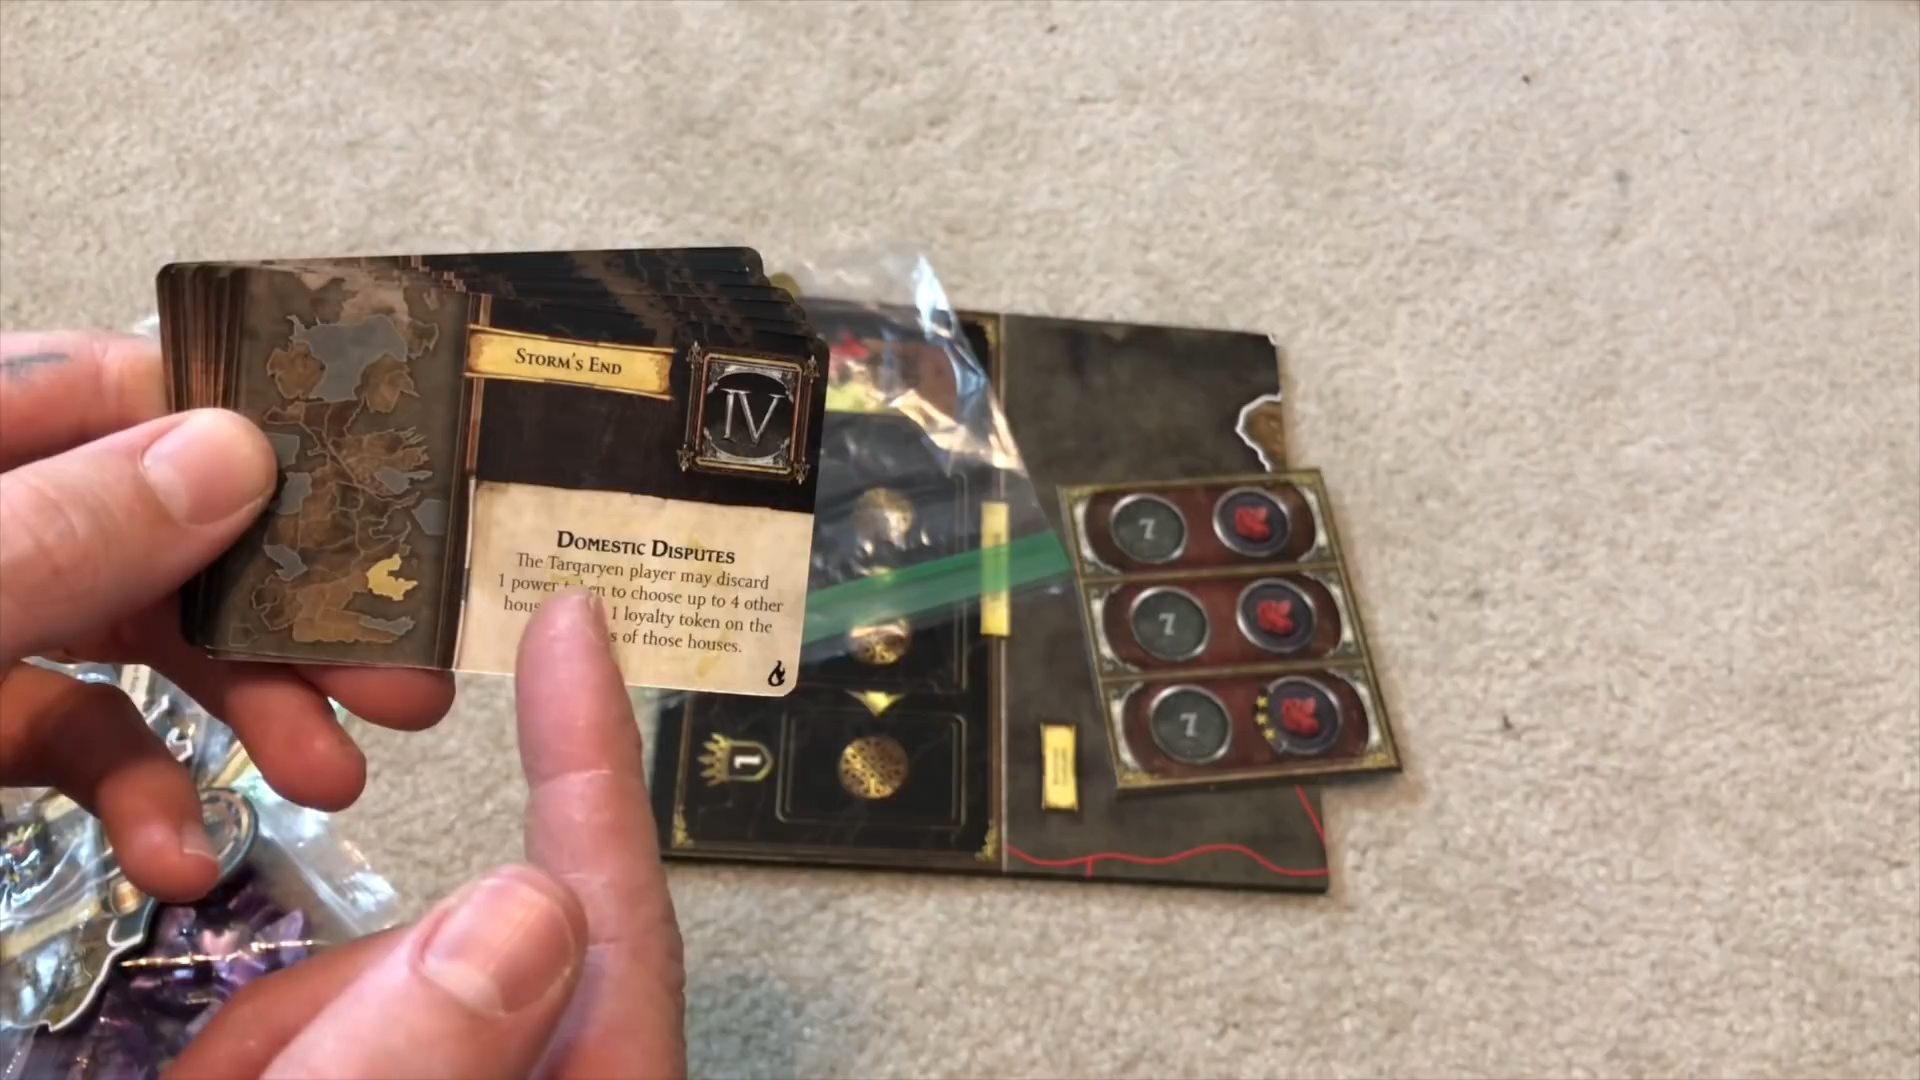 STORM'S END
IV
DOMESTIC DISPUTES
The Targaryen player may discard
1 power to choose up to 4 other
1 loyalty token on the
of those houses.
7
7
7
1